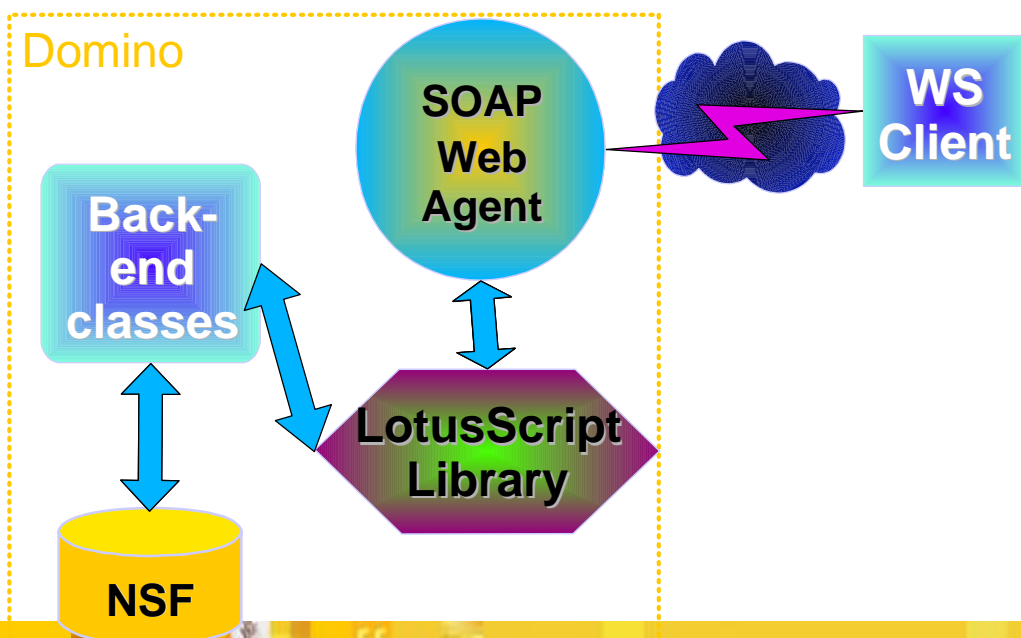 Domino
SOAP
Web
Agent
WS
Client
Back-
end
classes
LotusScript
Library
NSF